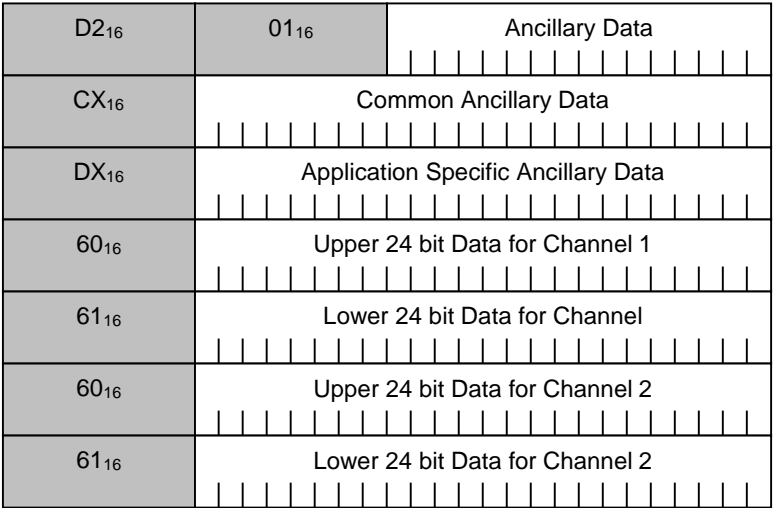 D2₁₆ 01₁₆ Ancillary Data
CX₁₆ Common Ancillary Data
DX₁₆ Application Specific Ancillary Data
60₁₆ Upper 24 bit Data for Channel 1
61₁₆ Lower 24 bit Data for Channel
60₁₆ Upper 24 bit Data for Channel 2
61₁₆ Lower 24 bit Data for Channel 2